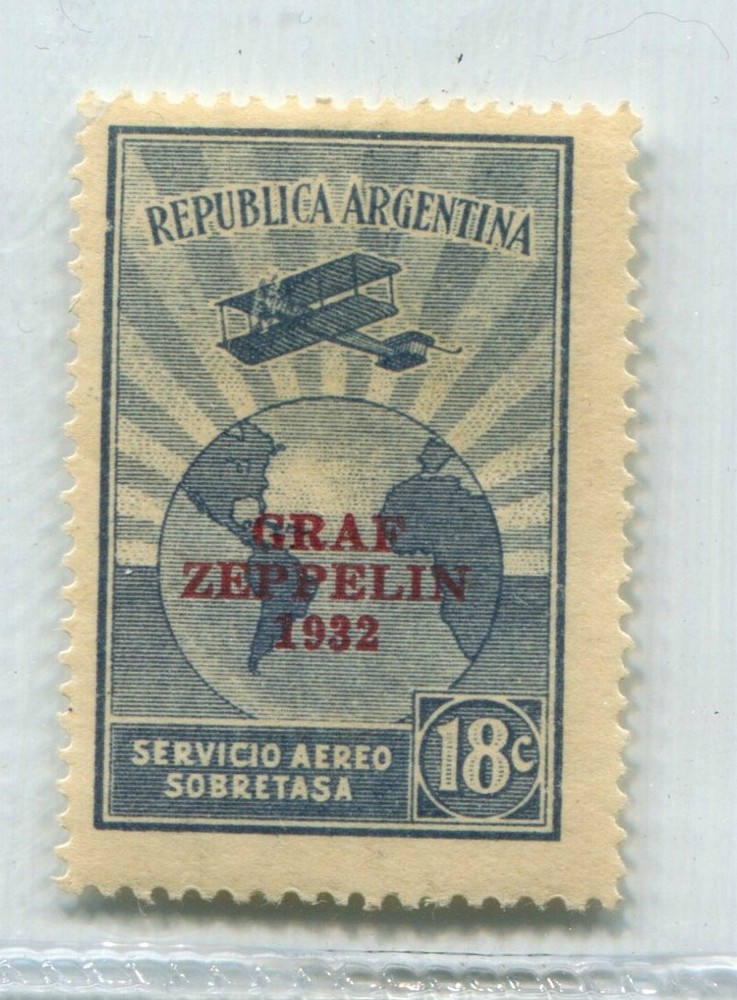 REPUBLICA ARGENTINA
GRAF
ZEPPELIN
1932
SERVICIO AEREO
SOBRETASA
18c